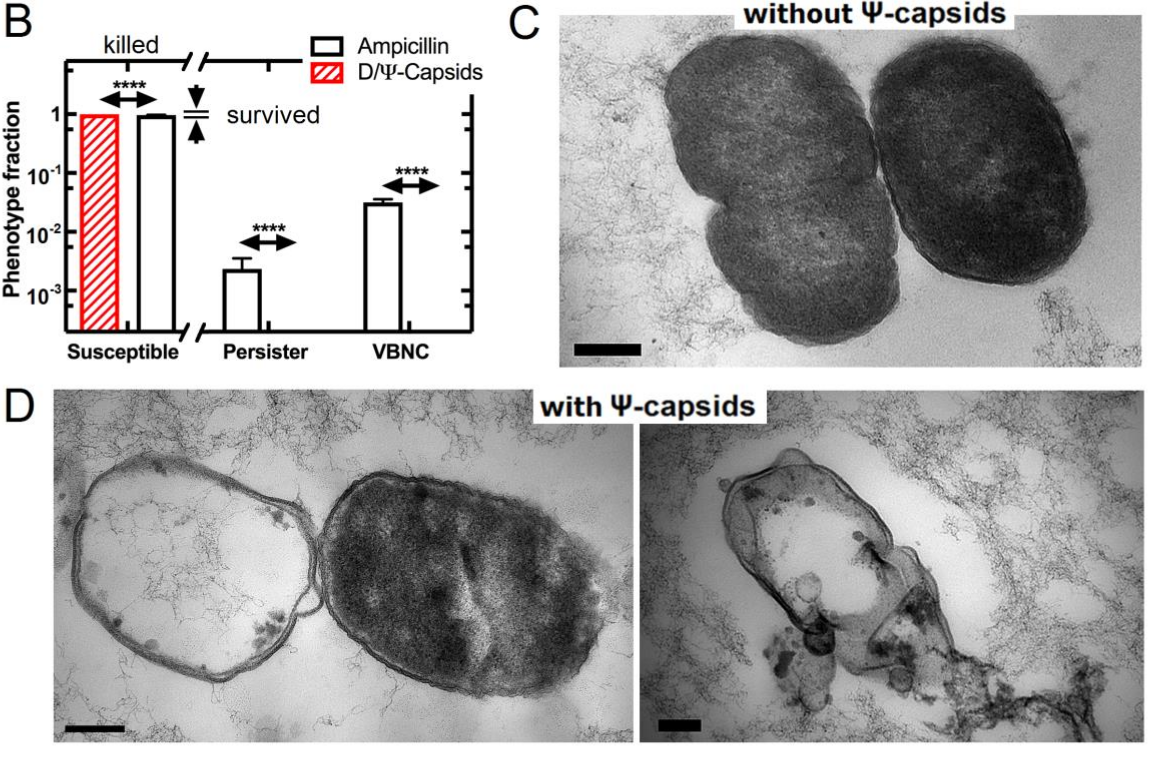 B
killed
Ampicillin
D/Ψ-Capsids
****
survived
Phenotype fraction
1
10-1
10-2
10-3
****
****
Susceptible
Persister
VBNC
C
without Ψ-capsids
D
with Ψ-capsids